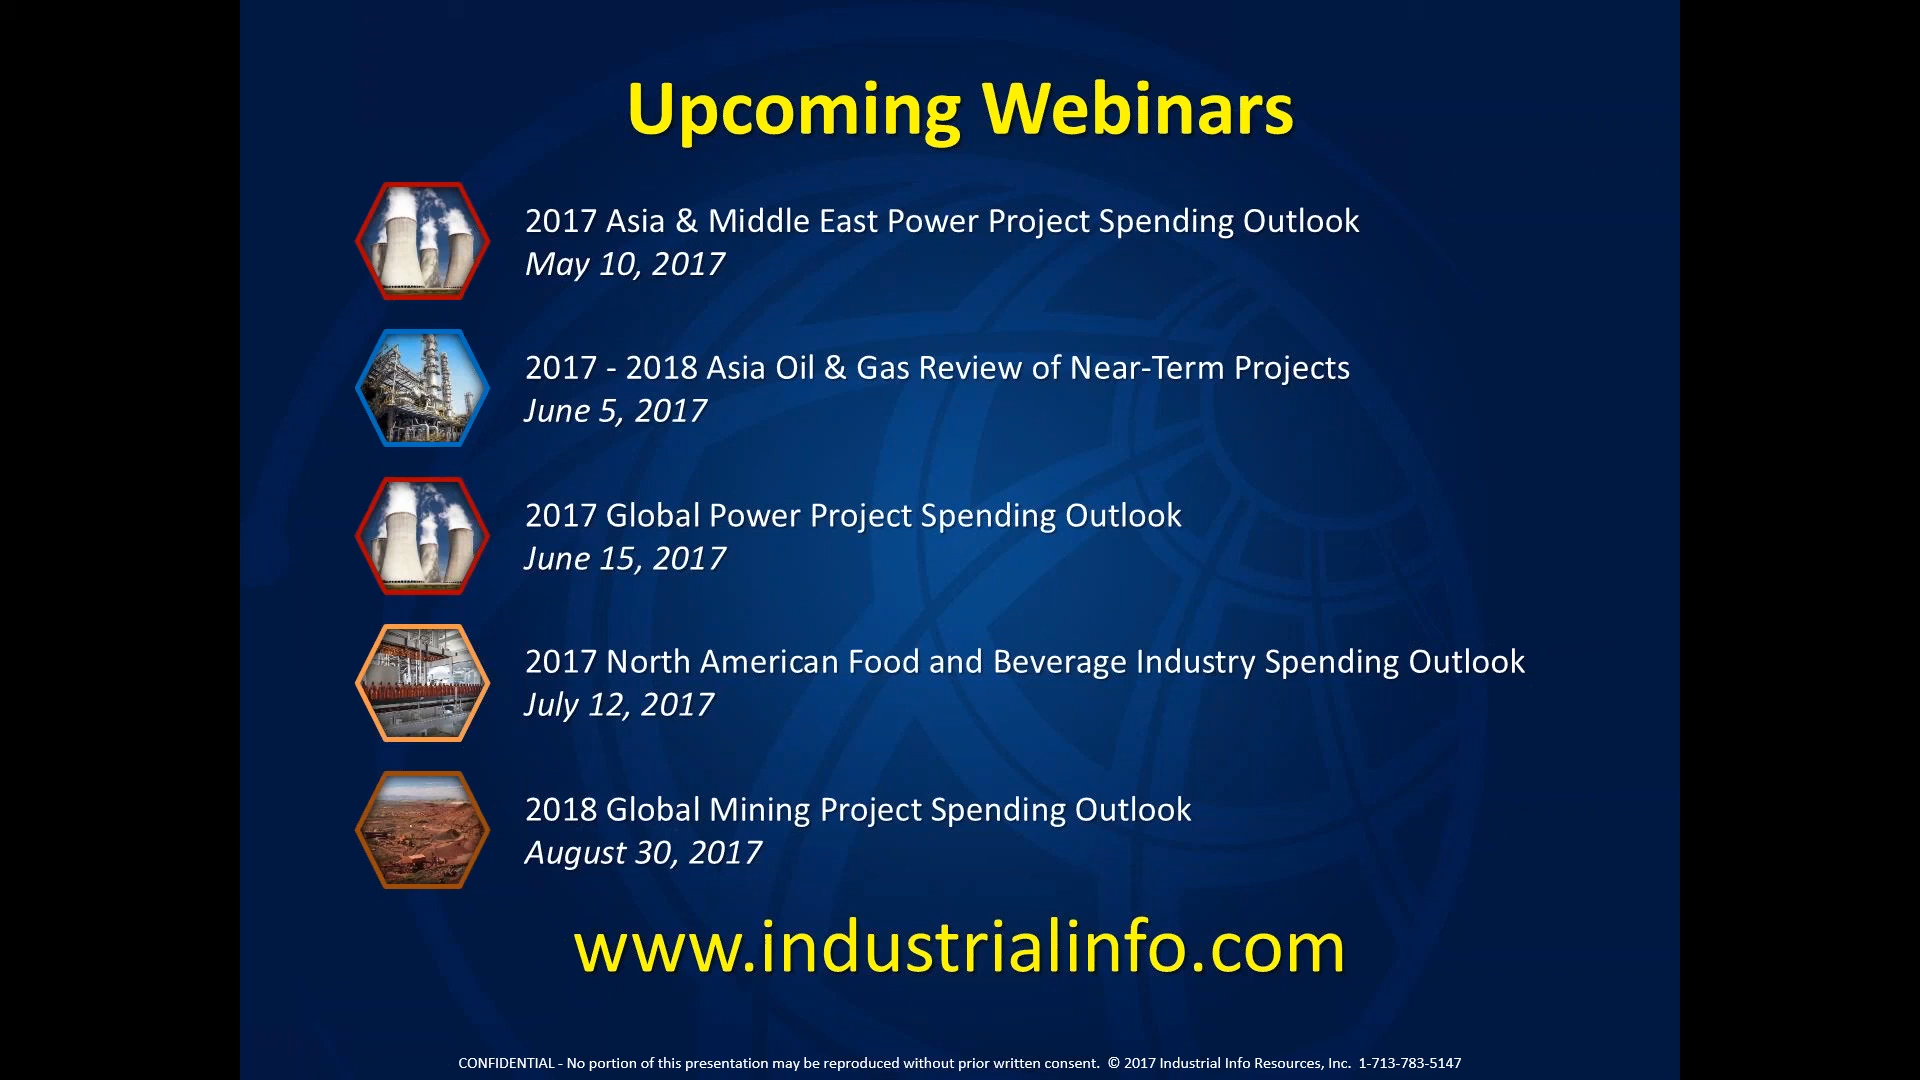 Upcoming Webinars
2017 Asia & Middle East Power Project Spending Outlook
May 10, 2017
2017 - 2018 Asia Oil & Gas Review of Near-Term Projects
June 5, 2017
2017 Global Power Project Spending Outlook
June 15, 2017
2017 North American Food and Beverage Industry Spending Outlook
July 12, 2017
2018 Global Mining Project Spending Outlook
August 30, 2017
www.industrialinfo.com
CONFIDENTIAL - No portion of this presentation may be reproduced without prior written consent. © 2017 Industrial Info Resources, Inc. 1-713-783-5147